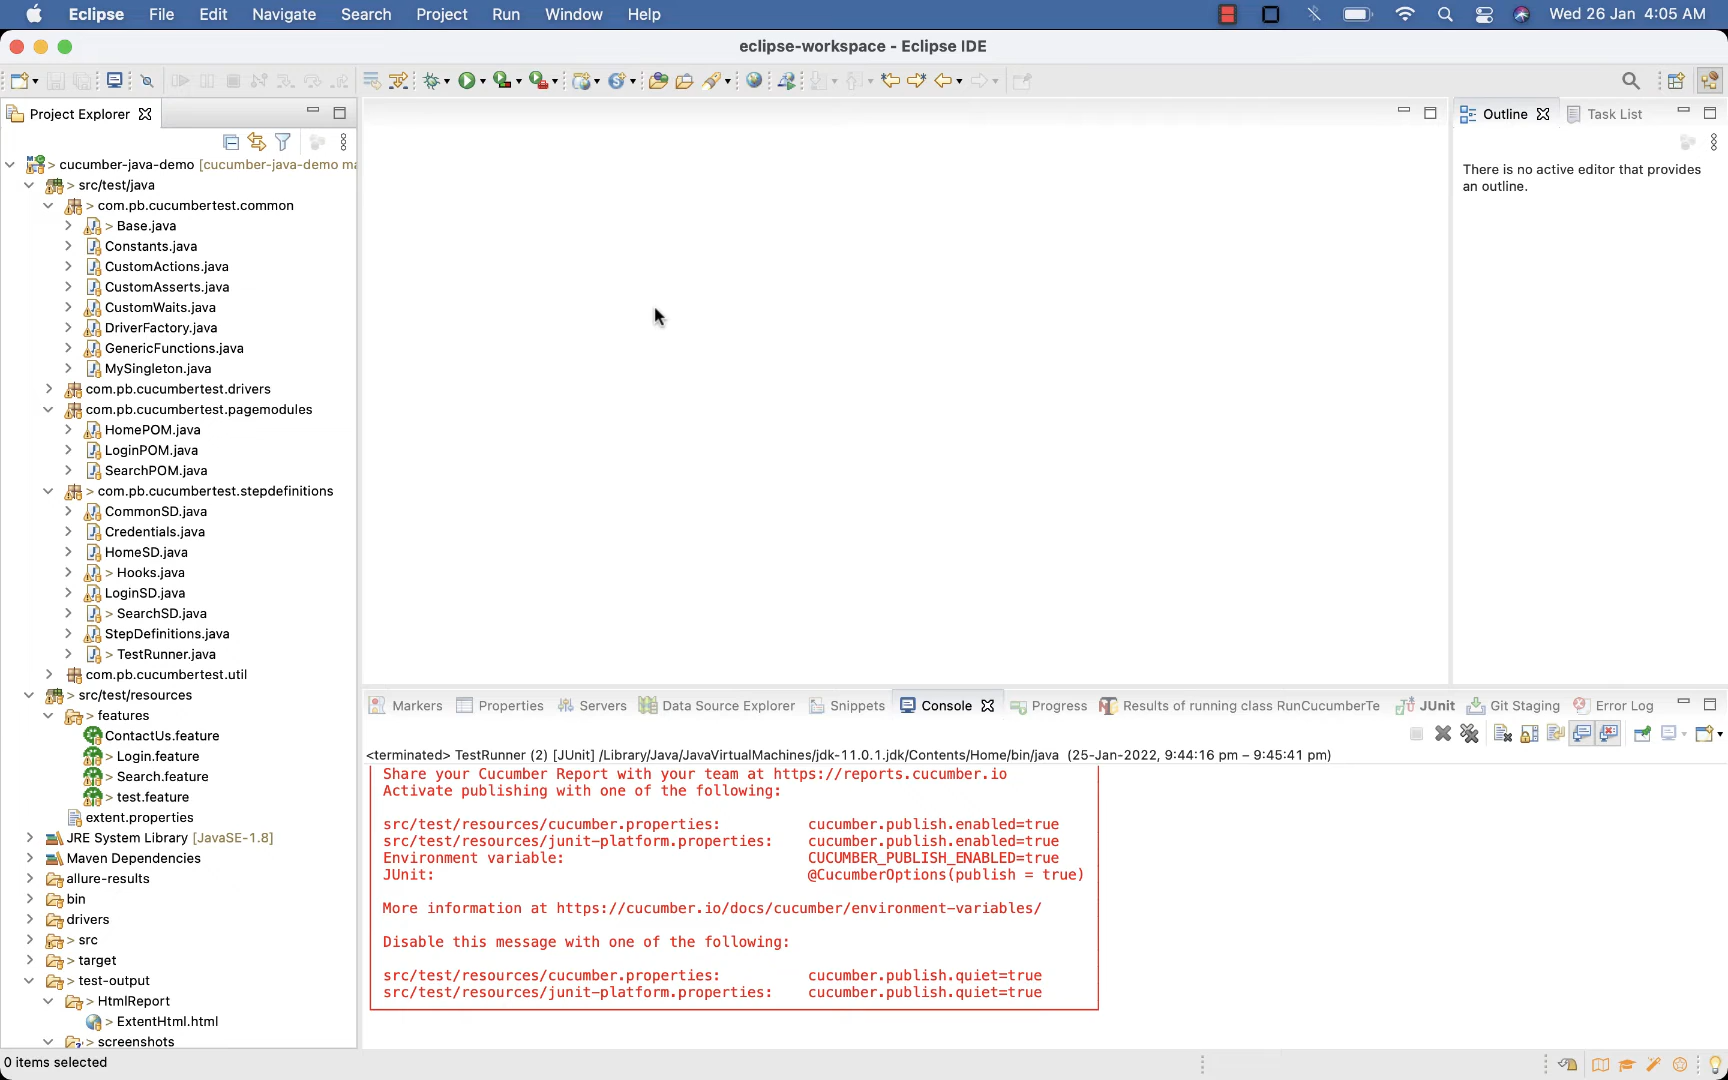 Eclipse File Edit Navigate Search Project Run Window Help Wed 26 Jan 4:05 AM
eclipse-workspace - Eclipse IDE
Project Explorer
> cucumber-java-demo [cucumber-java-demo ma
> src/test/java
> com.pb.cucumbertest.common
> Base.java
Constants.java
CustomActions.java
CustomAsserts.java
CustomWaits.java
DriverFactory.java
GenericFunctions.java
MySingleton.java
com.pb.cucumbertest.drivers
com.pb.cucumbertest.pagemodules
HomePOM.java
LoginPOM.java
SearchPOM.java
> com.pb.cucumbertest.stepdefinitions
CommonSD.java
Credentials.java
HomeSD.java
> Hooks.java
LoginSD.java
> SearchSD.java
StepDefinitions.java
> TestRunner.java
com.pb.cucumbertest.util
> src/test/resources
> features
ContactUs.feature
> Login.feature
> Search.feature
> test.feature
extent.properties
JRE System Library [JavaSE-1.8]
Maven Dependencies
allure-results
bin
drivers
> src
> target
> test-output
> HtmlReport
> ExtentHtml.html
> screenshots
Outline Task List
There is no active editor that provides
an outline.
Markers Properties Servers Data Source Explorer Snippets Console Progress Results of running class RunCucumberTe JUnit Git Staging Error Log
<terminated> TestRunner (2) [JUnit] /Library/Java/JavaVirtualMachines/jdk-11.0.1.jdk/Contents/Home/bin/java (25-Jan-2022, 9:44:16 pm – 9:45:41 pm)
Share your Cucumber Report with your team at https://reports.cucumber.io
Activate publishing with one of the following:
src/test/resources/cucumber.properties: cucumber.publish.enabled=true
src/test/resources/junit-platform.properties: cucumber.publish.enabled=true
Environment variable: CUCUMBER_PUBLISH_ENABLED=true
JUnit: @CucumberOptions(publish = true)
More information at https://cucumber.io/docs/cucumber/environment-variables/
Disable this message with one of the following:
src/test/resources/cucumber.properties: cucumber.publish.quiet=true
src/test/resources/junit-platform.properties: cucumber.publish.quiet=true
0 items selected